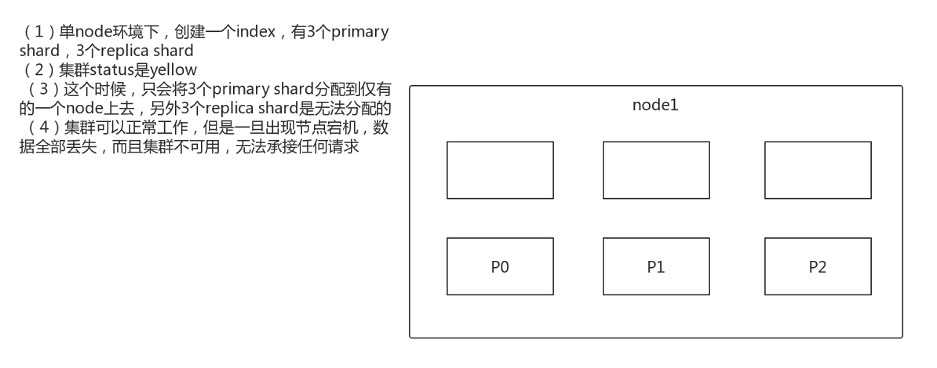 （1）单node环境下，创建一个index，有3个primary
shard，3个replica shard
（2）集群status是yellow
（3）这个时候，只会将3个primary shard分配到仅有
的一个node上去，另外3个replica shard是无法分配的
（4）集群可以正常工作，但是一旦出现节点宕机，数
据全部丢失，而且集群不可用，无法承接任何请求
node1
P0
P1
P2